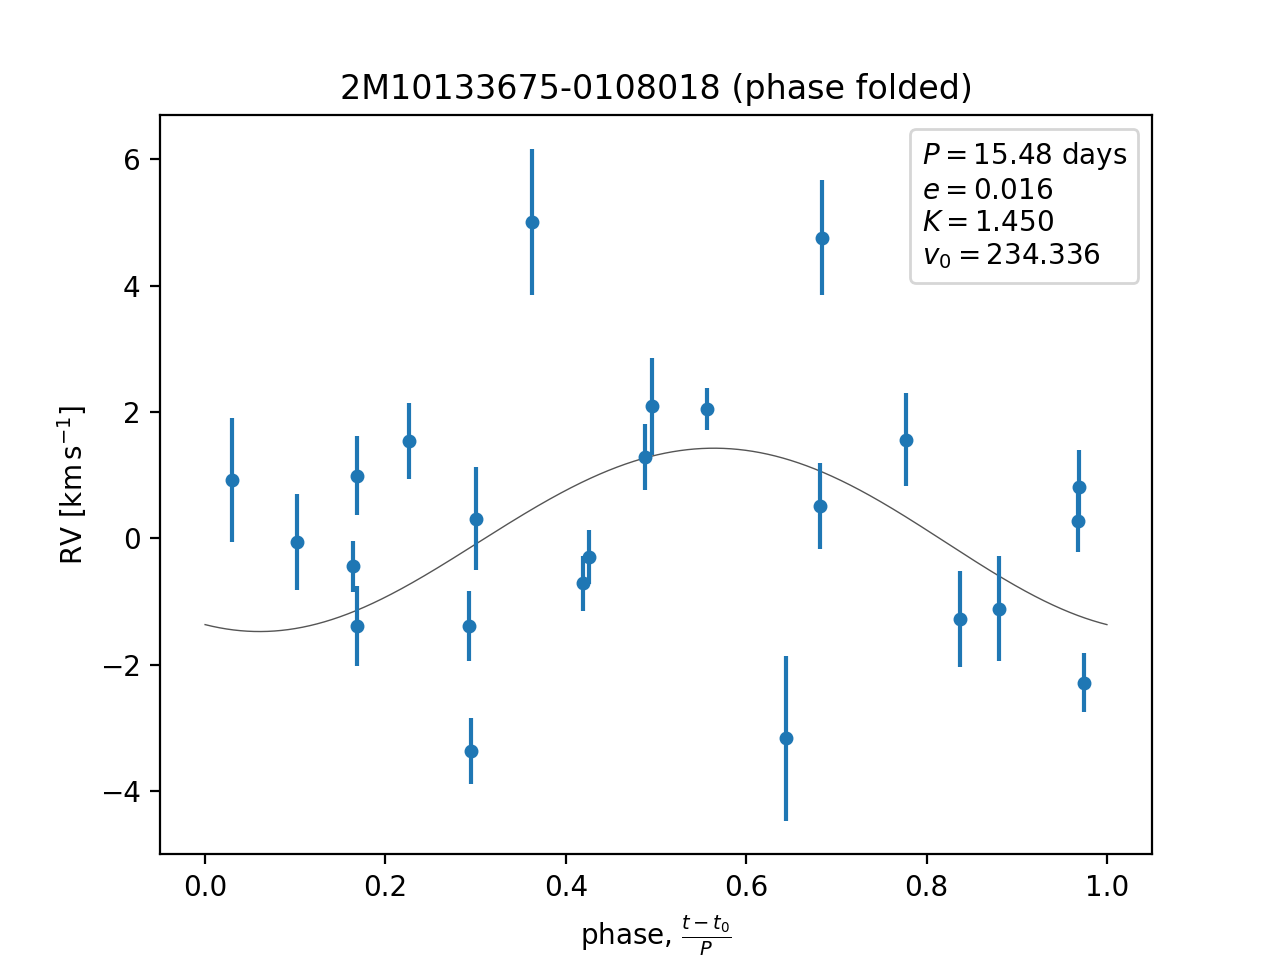 2M10133675-0108018 (phase folded)
P = 15.48 days
e = 0.016
K = 1.450
v₀ = 234.336
6
4
2
0
−2
−4
RV [km s⁻¹]
0.0 0.2 0.4 0.6 0.8 1.0
phase, (t − t₀)/P